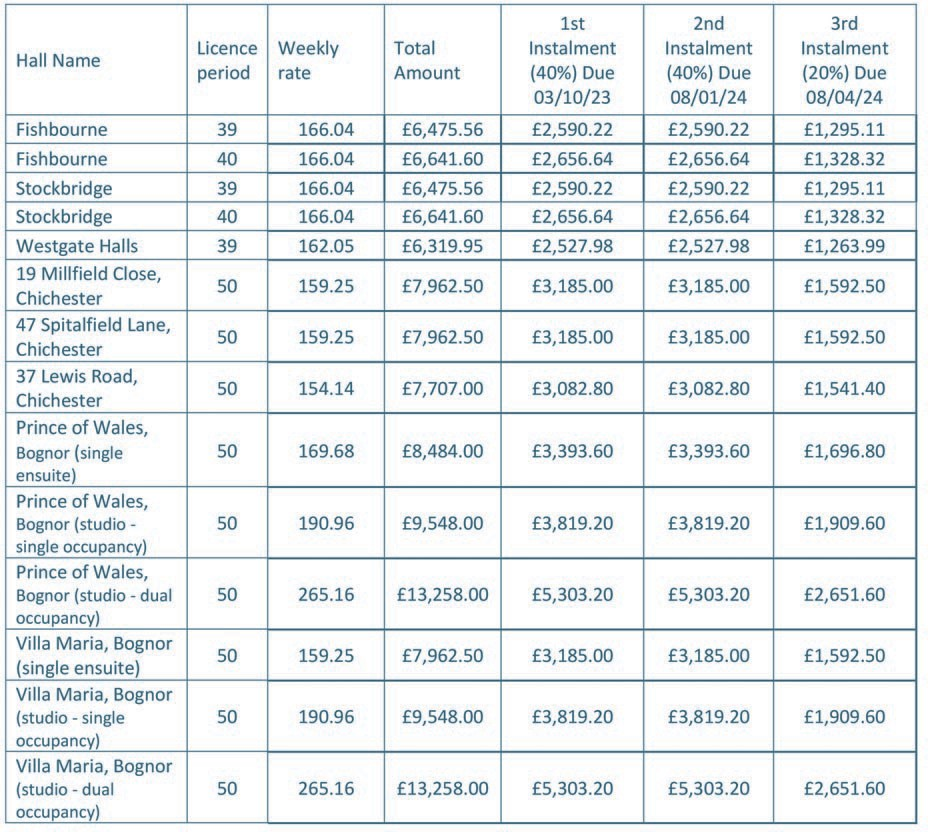 Hall Name Licence period Weekly rate Total Amount 1st Instalment (40%) Due 03/10/23 2nd Instalment (40%) Due 08/01/24 3rd Instalment (20%) Due 08/04/24
Fishbourne 39 166.04 £6,475.56 £2,590.22 £2,590.22 £1,295.11
Fishbourne 40 166.04 £6,641.60 £2,656.64 £2,656.64 £1,328.32
Stockbridge 39 166.04 £6,475.56 £2,590.22 £2,590.22 £1,295.11
Stockbridge 40 166.04 £6,641.60 £2,656.64 £2,656.64 £1,328.32
Westgate Halls 39 162.05 £6,319.95 £2,527.98 £2,527.98 £1,263.99
19 Millfield Close,
Chichester 50 159.25 £7,962.50 £3,185.00 £3,185.00 £1,592.50
47 Spitalfield Lane,
Chichester 50 159.25 £7,962.50 £3,185.00 £3,185.00 £1,592.50
37 Lewis Road,
Chichester 50 154.14 £7,707.00 £3,082.80 £3,082.80 £1,541.40
Prince of Wales,
Bognor (single
ensuite) 50 169.68 £8,484.00 £3,393.60 £3,393.60 £1,696.80
Prince of Wales,
Bognor (studio -
single occupancy) 50 190.96 £9,548.00 £3,819.20 £3,819.20 £1,909.60
Prince of Wales,
Bognor (studio - dual
occupancy) 50 265.16 £13,258.00 £5,303.20 £5,303.20 £2,651.60
Villa Maria, Bognor
(single ensuite) 50 159.25 £7,962.50 £3,185.00 £3,185.00 £1,592.50
Villa Maria, Bognor
(studio - single
occupancy) 50 190.96 £9,548.00 £3,819.20 £3,819.20 £1,909.60
Villa Maria, Bognor
(studio - dual
occupancy) 50 265.16 £13,258.00 £5,303.20 £5,303.20 £2,651.60